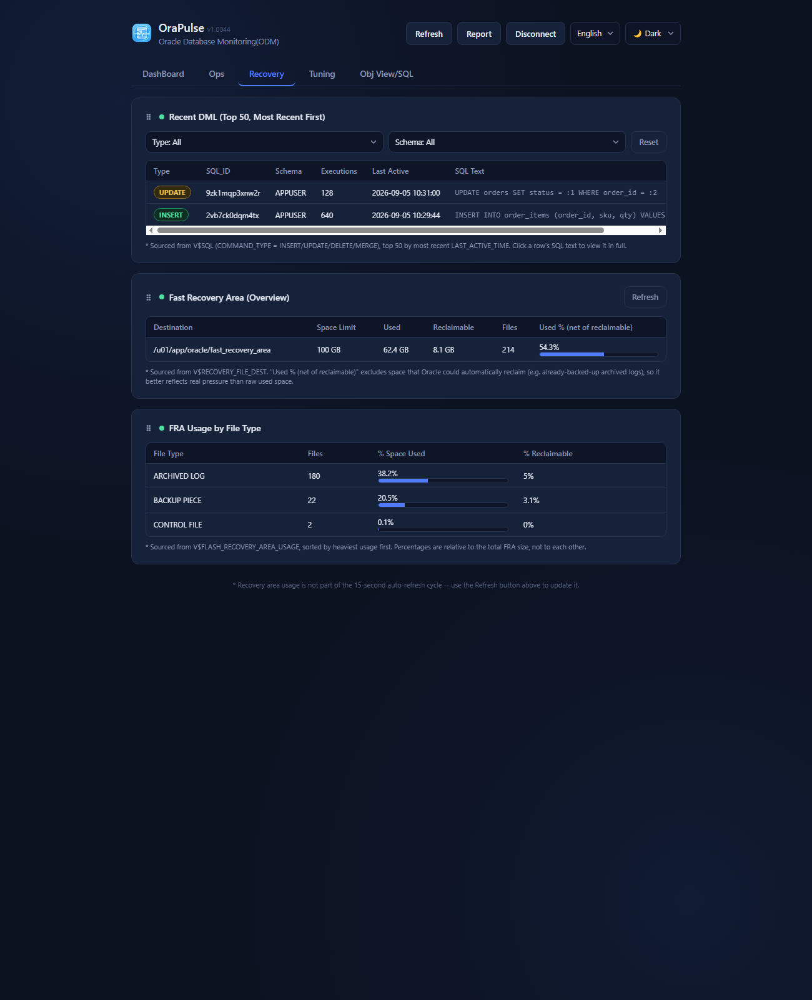 OraPulse v1.0044
Oracle Database Monitoring(ODM)
Refresh
Report
Disconnect
English
Dark
DashBoard
Ops
Recovery
Tuning
Obj View/SQL
Recent DML (Top 50, Most Recent First)
Type: All
Schema: All
Reset
Type SQL_ID Schema Executions Last Active SQL Text
UPDATE 9zk1mqp3xnw2r APPUSER 128 2026-09-05 10:31:00 UPDATE orders SET status = :1 WHERE order_id = :2
INSERT 2vb7ck0dqm4tx APPUSER 640 2026-09-05 10:29:44 INSERT INTO order_items (order_id, sku, qty) VALUES
* Sourced from V$SQL (COMMAND_TYPE = INSERT/UPDATE/DELETE/MERGE), top 50 by most recent LAST_ACTIVE_TIME. Click a row's SQL text to view it in full.
Fast Recovery Area (Overview)
Refresh
Destination Space Limit Used Reclaimable Files Used % (net of reclaimable)
/u01/app/oracle/fast_recovery_area 100 GB 62.4 GB 8.1 GB 214 54.3%
* Sourced from V$RECOVERY_FILE_DEST. "Used % (net of reclaimable)" excludes space that Oracle could automatically reclaim (e.g. already-backed-up archived logs), so it
better reflects real pressure than raw used space.
FRA Usage by File Type
File Type Files % Space Used % Reclaimable
ARCHIVED LOG 180 38.2% 5%
BACKUP PIECE 22 20.5% 3.1%
CONTROL FILE 2 0.1% 0%
* Sourced from V$FLASH_RECOVERY_AREA_USAGE, sorted by heaviest usage first. Percentages are relative to the total FRA size, not to each other.
* Recovery area usage is not part of the 15-second auto-refresh cycle -- use the Refresh button above to update it.